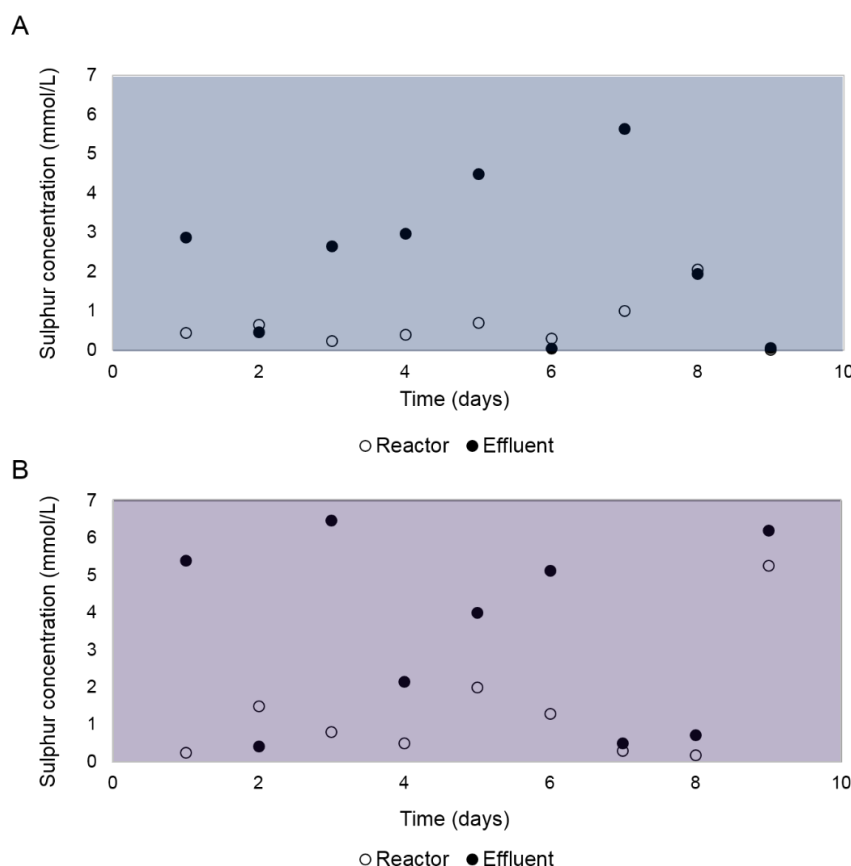 A
Sulphur concentration (mmol/L)
7
6
5
4
3
2
1
0
0 2 4 6 8 10
Time (days)
Reactor Effluent
B
Sulphur concentration (mmol/L)
7
6
5
4
3
2
1
0
0 2 4 6 8 10
Time (days)
Reactor Effluent